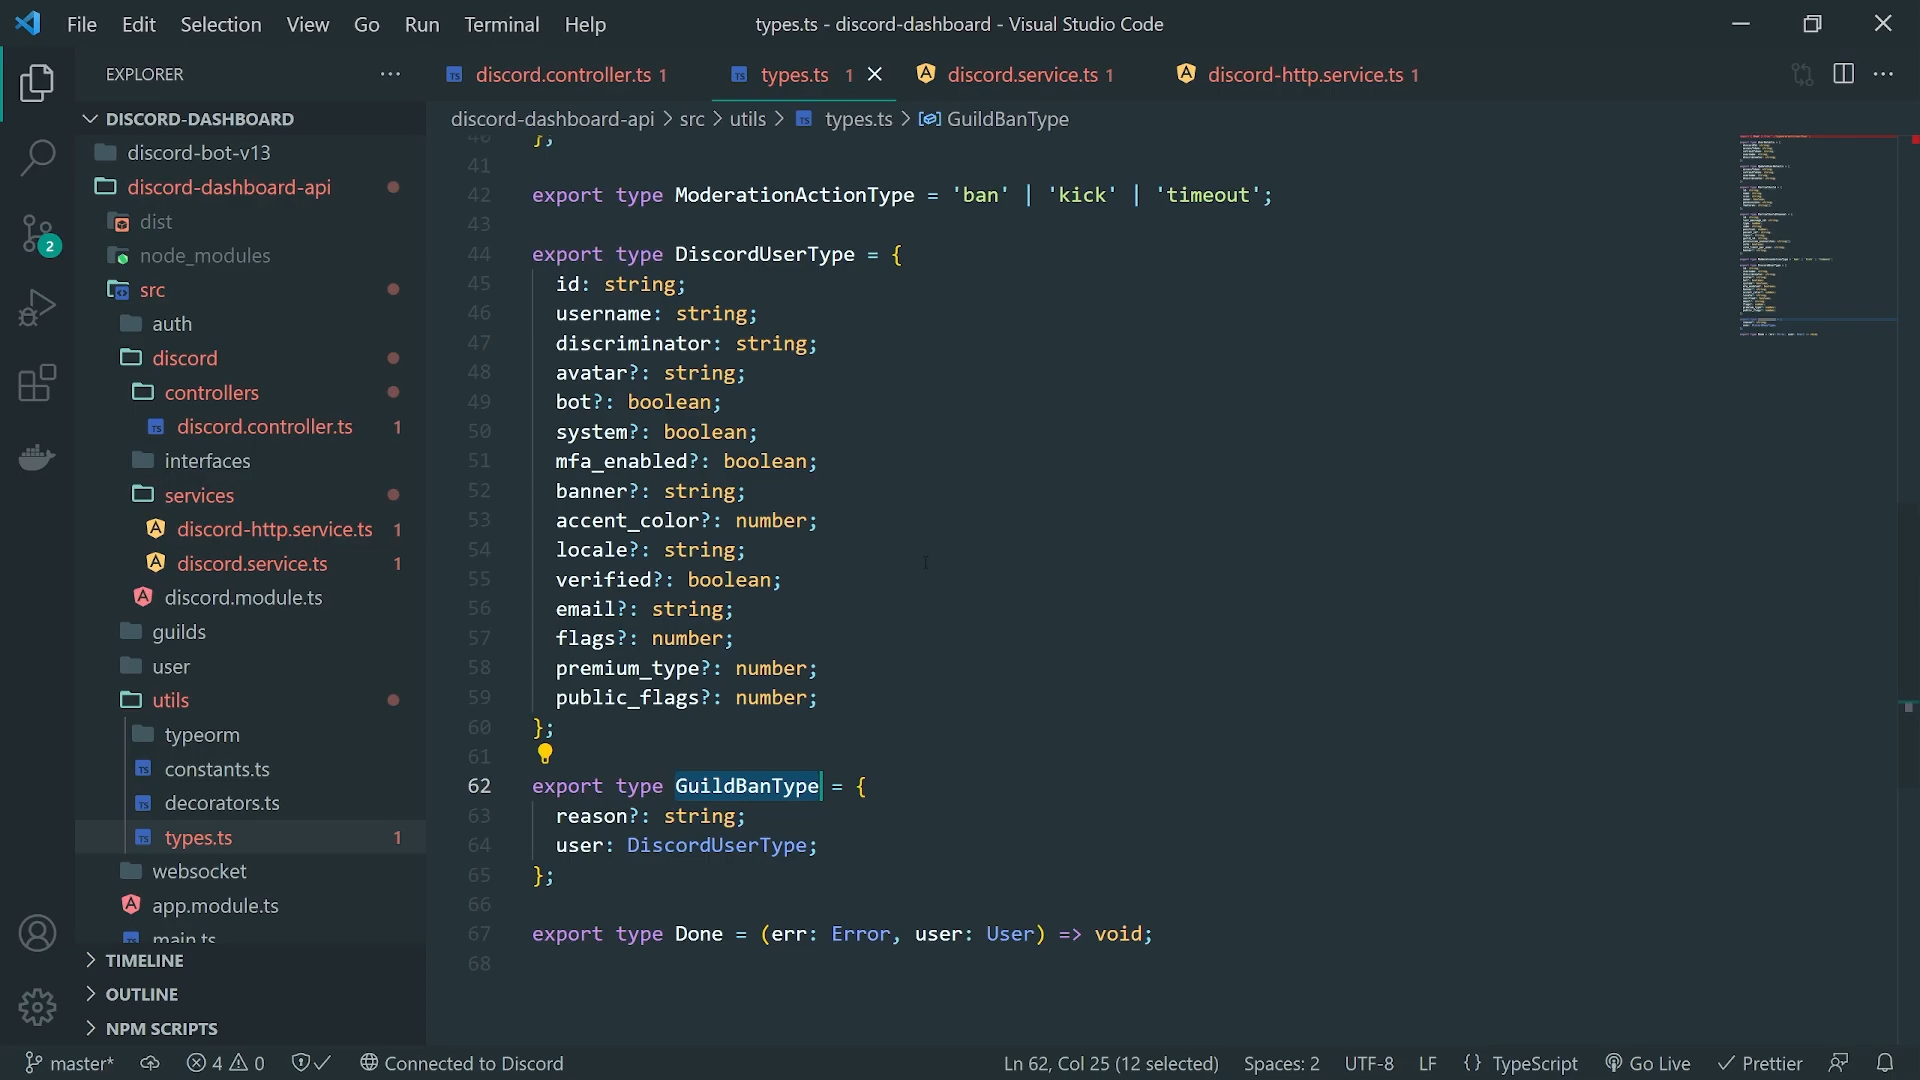 File Edit Selection View Go Run Terminal Help types.ts - discord-dashboard - Visual Studio Code
EXPLORER
discord.controller.ts 1 types.ts 1 discord.service.ts 1 discord-http.service.ts 1
DISCORD-DASHBOARD
discord-bot-v13
discord-dashboard-api
dist
node_modules
src
auth
discord
controllers
discord.controller.ts 1
interfaces
services
discord-http.service.ts 1
discord.service.ts 1
discord.module.ts
guilds
user
utils
typeorm
constants.ts
decorators.ts
types.ts 1
websocket
app.module.ts
main.ts
TIMELINE
OUTLINE
NPM SCRIPTS
2
discord-dashboard-api > src > utils > types.ts > GuildBanType
40 };
41
42 export type ModerationActionType = 'ban' | 'kick' | 'timeout';
43
44 export type DiscordUserType = {
45 id: string;
46 username: string;
47 discriminator: string;
48 avatar?: string;
49 bot?: boolean;
50 system?: boolean;
51 mfa_enabled?: boolean;
52 banner?: string;
53 accent_color?: number;
54 locale?: string;
55 verified?: boolean;
56 email?: string;
57 flags?: number;
58 premium_type?: number;
59 public_flags?: number;
60 };
61
62 export type GuildBanType = {
63 reason?: string;
64 user: DiscordUserType;
65 };
66
67 export type Done = (err: Error, user: User) => void;
68
master* 4 0 Connected to Discord Ln 62, Col 25 (12 selected) Spaces: 2 UTF-8 LF {} TypeScript Go Live Prettier